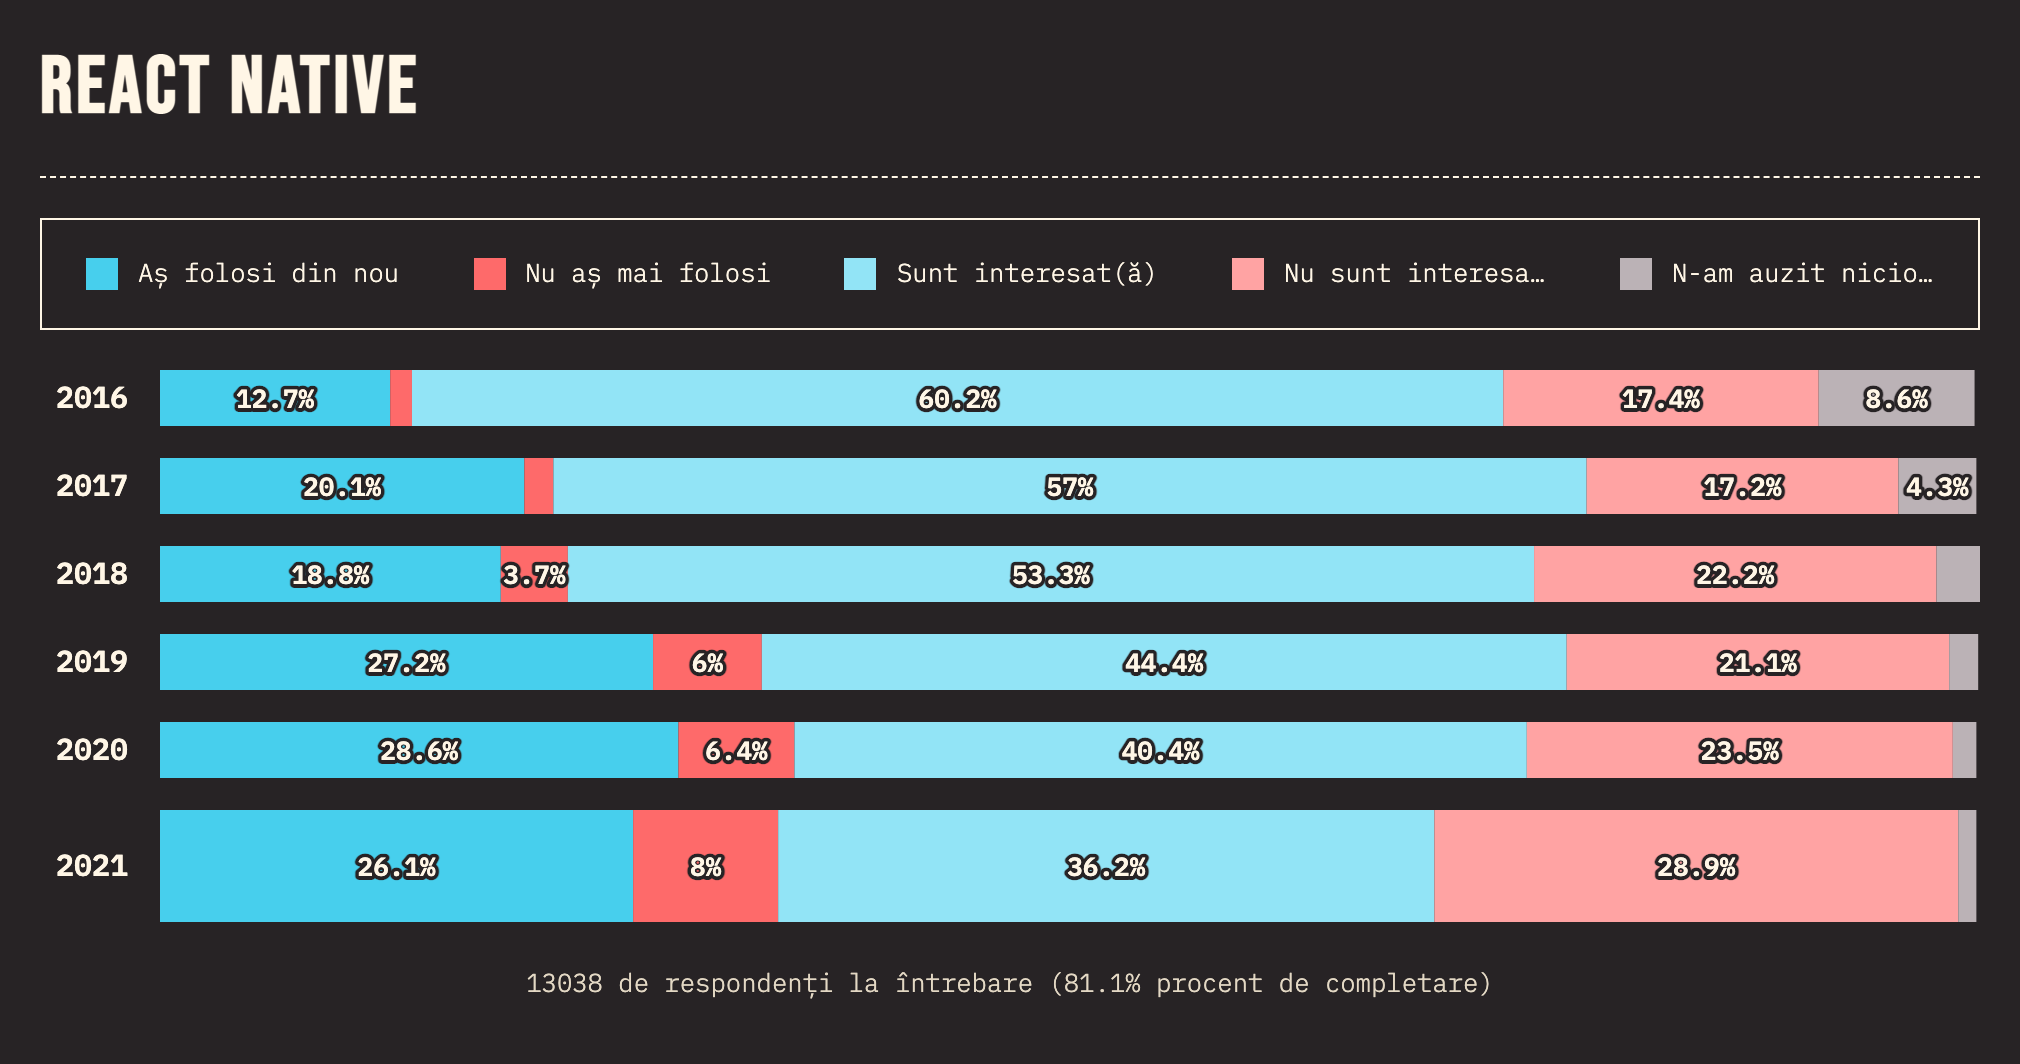 REACT NATIVE
Aș folosi din nou
Nu aș mai folosi
Sunt interesat(ă)
Nu sunt interesa…
N-am auzit nicio…
2016 12.7% 60.2% 17.4% 8.6%
2017 20.1% 57% 17.2% 4.3%
2018 18.8% 3.7% 53.3% 22.2%
2019 27.2% 6% 44.4% 21.1%
2020 28.6% 6.4% 40.4% 23.5%
2021 26.1% 8% 36.2% 28.9%
13038 de respondenți la întrebare (81.1% procent de completare)